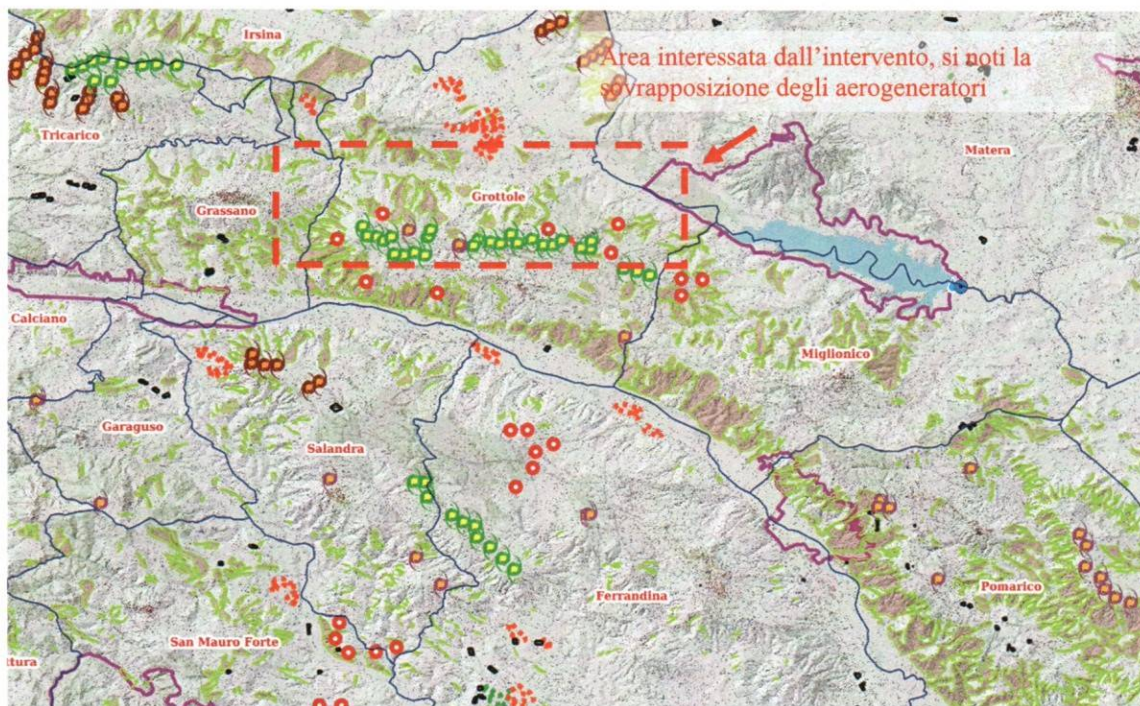 Irsina
Area interessata dall'intervento, si noti la
sovrapposizione degli aerogeneratori
Tricarico
Matera
Grassano
Grottole
Calciano
Miglionico
Garaguso
Salandra
Ferrandina
Pomarico
San Mauro Forte
ttura